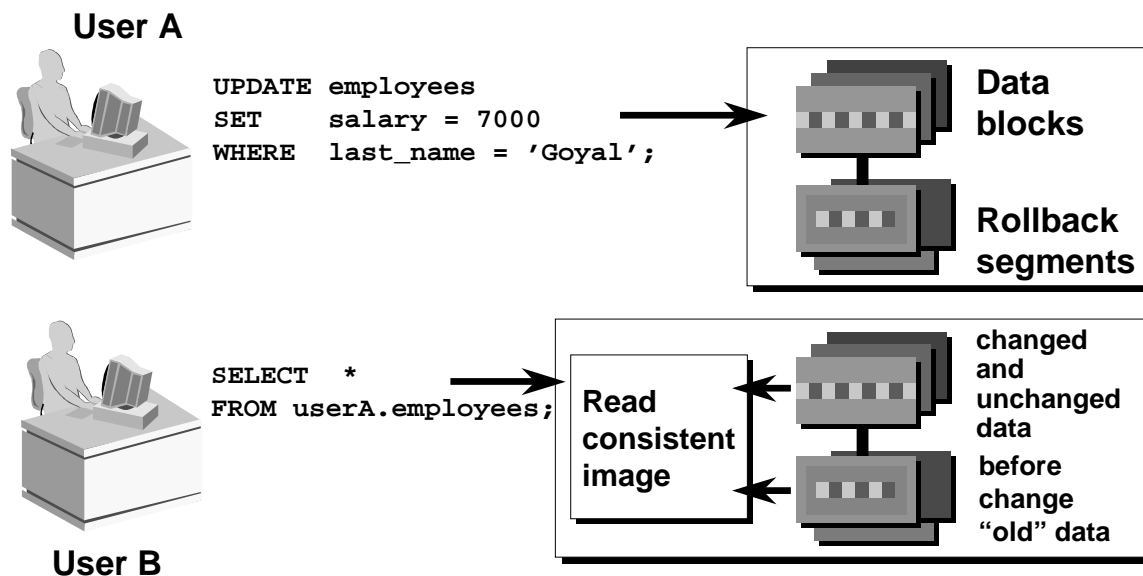 User A
UPDATE employees
SET salary = 7000
WHERE last_name = ’Goyal’;
Data
blocks
Rollback
segments
SELECT *
FROM userA.employees;
Read
consistent
image
changed
and
unchanged
data
before
change
“old” data
User B